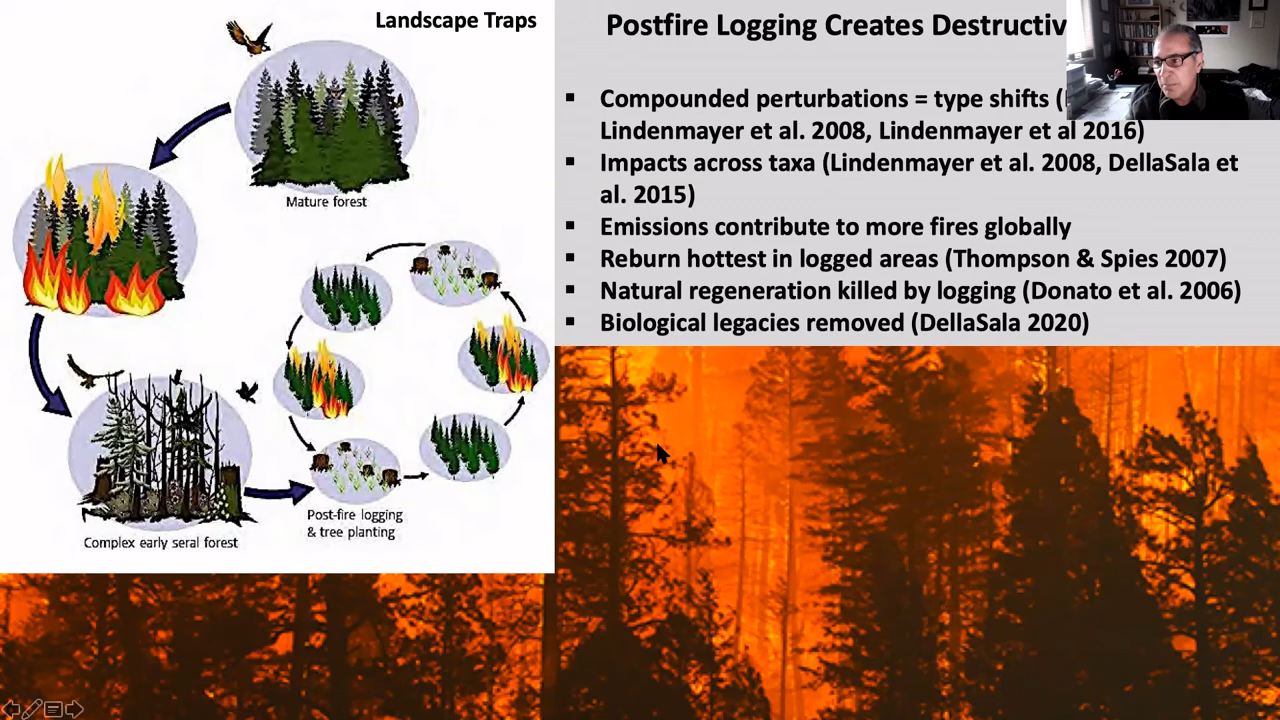 Landscape Traps
Mature forest
Complex early seral forest
Post-fire logging
& tree planting
Postfire Logging Creates
▪ Compounded perturbations = type shifts (
Lindenmayer et al. 2008, Lindenmayer et al 2016)
▪ Impacts across taxa (Lindenmayer et al. 2008, DellaSala et
al. 2015)
▪ Emissions contribute to more fires globally
▪ Reburn hottest in logged areas (Thompson & Spies 2007)
▪ Natural regeneration killed by logging (Donato et al. 2006)
▪ Biological legacies removed (DellaSala 2020)